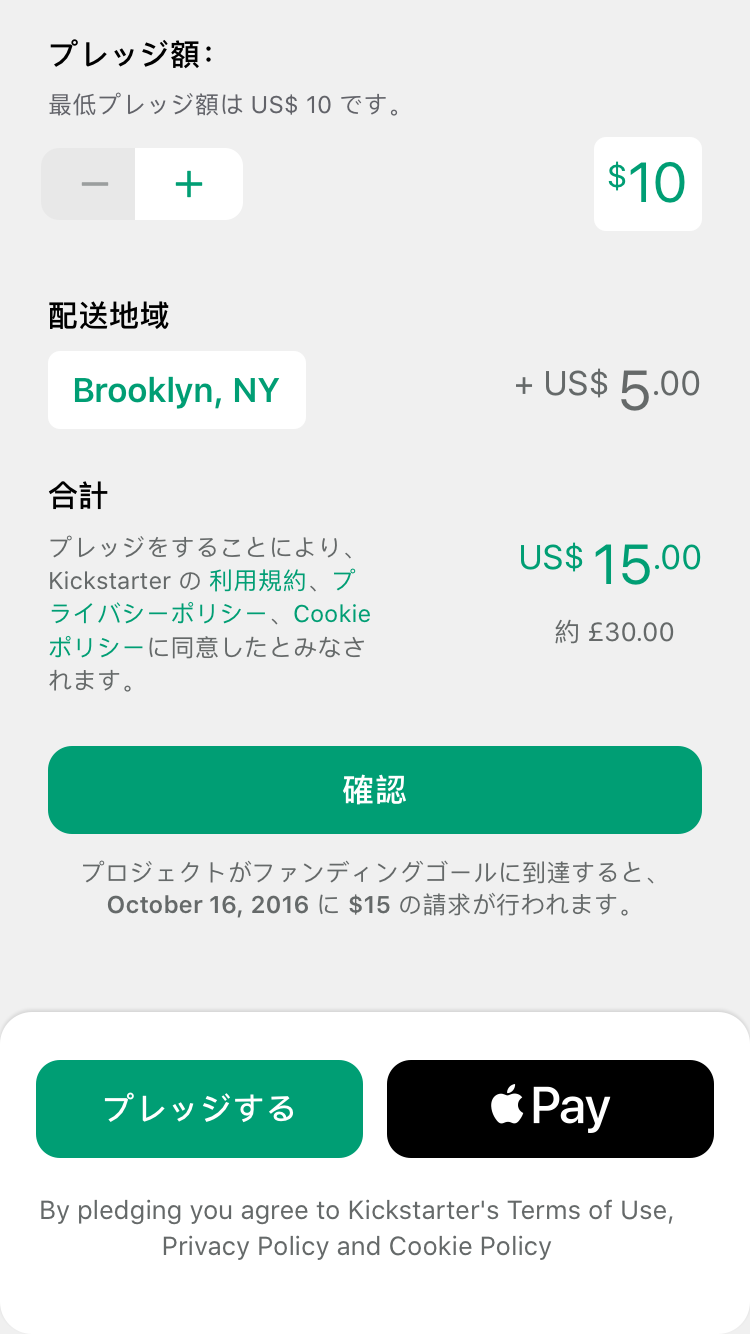 プレッジ額:
最低プレッジ額は US$ 10 です。
− +
$10
配送地域
Brooklyn, NY
+ US$ 5.00
合計
プレッジをすることにより、
Kickstarter の 利用規約、プ
ライバシーポリシー、Cookie
ポリシーに同意したとみなさ
れます。
US$ 15.00
約 £30.00
確認
プロジェクトがファンディングゴールに到達すると、
October 16, 2016 に $15 の請求が行われます。
プレッジする
Pay
By pledging you agree to Kickstarter's Terms of Use,
Privacy Policy and Cookie Policy